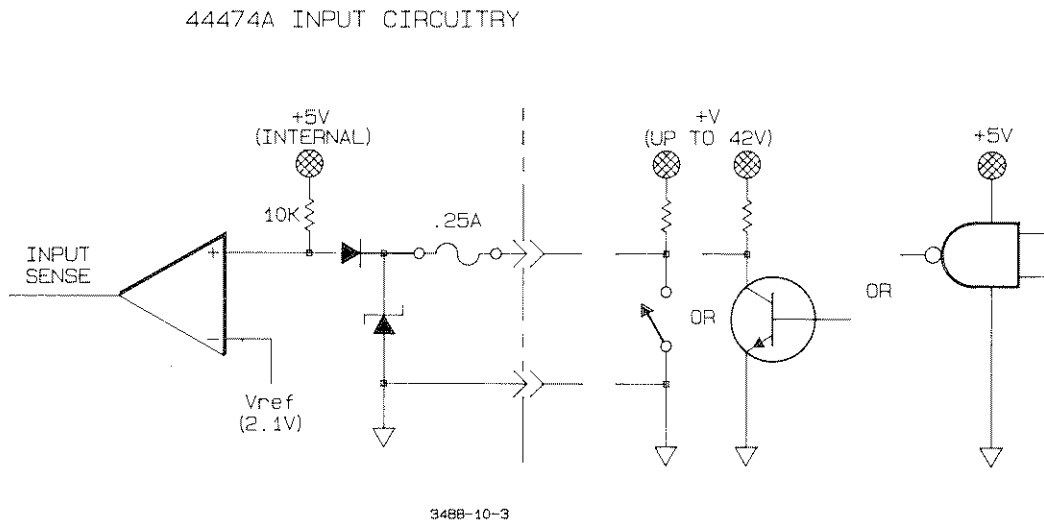 44474A INPUT CIRCUITRY
+5V
(INTERNAL)
+V
(UP TO 42V)
+5V
10K
.25A
INPUT
SENSE
+
OR
OR
−
Vref
(2.1V)
3488-10-3